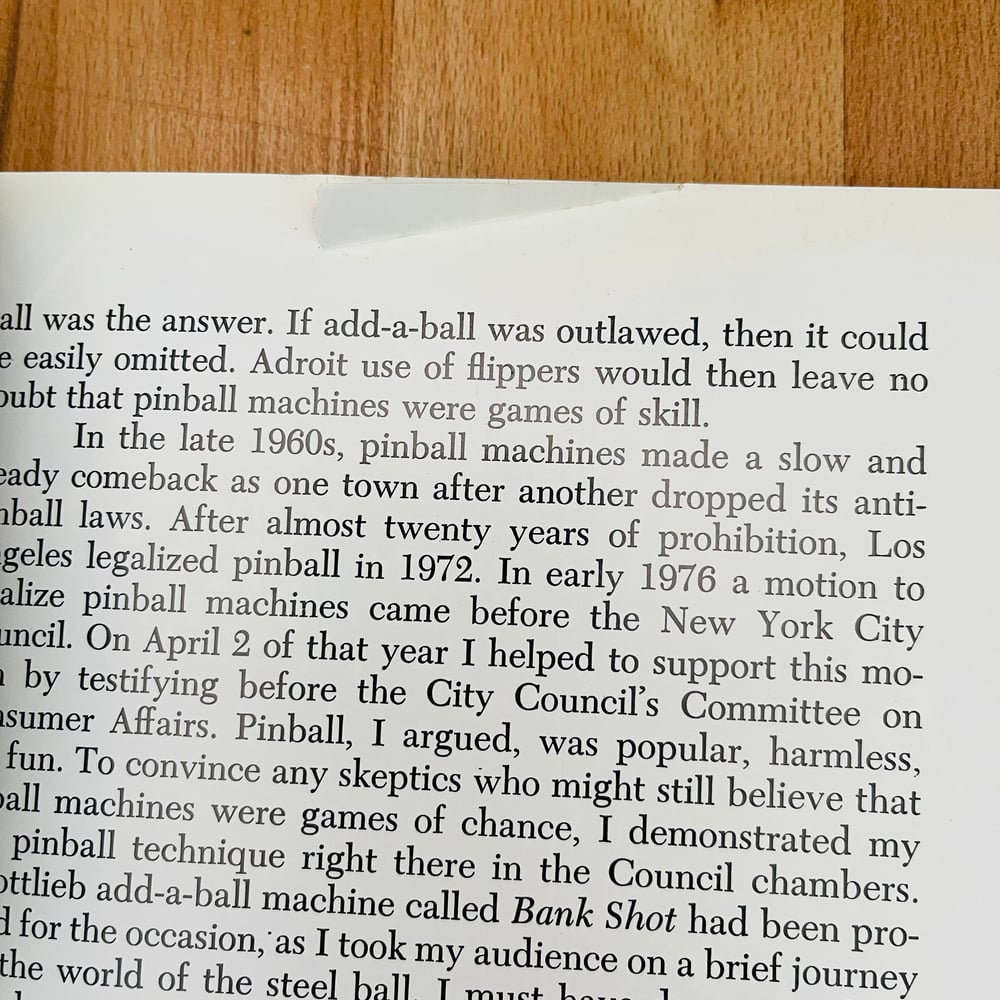 all was the answer. If add-a-ball was outlawed, then it could
e easily omitted. Adroit use of flippers would then leave no
oubt that pinball machines were games of skill.
In the late 1960s, pinball machines made a slow and
eady comeback as one town after another dropped its anti-
nball laws. After almost twenty years of prohibition, Los
ngeles legalized pinball in 1972. In early 1976 a motion to
alize pinball machines came before the New York City
uncil. On April 2 of that year I helped to support this mo-
n by testifying before the City Council's Committee on
nsumer Affairs. Pinball, I argued, was popular, harmless,
fun. To convince any skeptics who might still believe that
ball machines were games of chance, I demonstrated my
pinball technique right there in the Council chambers.
ottlieb add-a-ball machine called Bank Shot had been pro-
d for the occasion, as I took my audience on a brief journey
the world of the steel ball. I must have